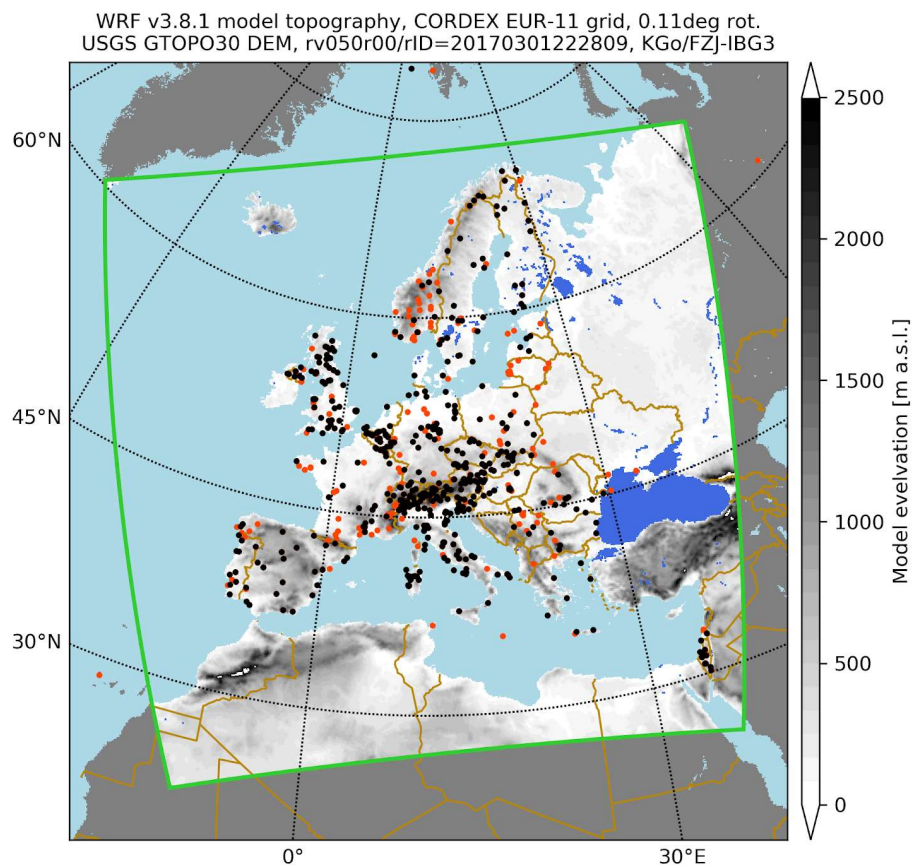 WRF v3.8.1 model topography, CORDEX EUR-11 grid, 0.11deg rot.
USGS GTOPO30 DEM, rv050r00/rID=20170301222809, KGo/FZJ-IBG3
60°N
45°N
30°N
0°
30°E
2500
2000
1500
1000
500
0
Model evelvation [m a.s.l.]